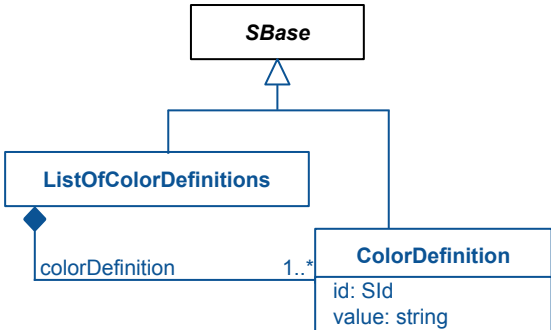 SBase
ListOfColorDefinitions
colorDefinition 1..*
ColorDefinition
id: SId
value: string